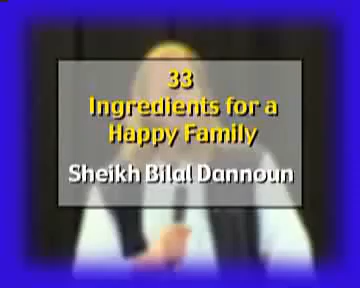 33
Ingredients for a
Happy Family
Sheikh Bilal Dannoun